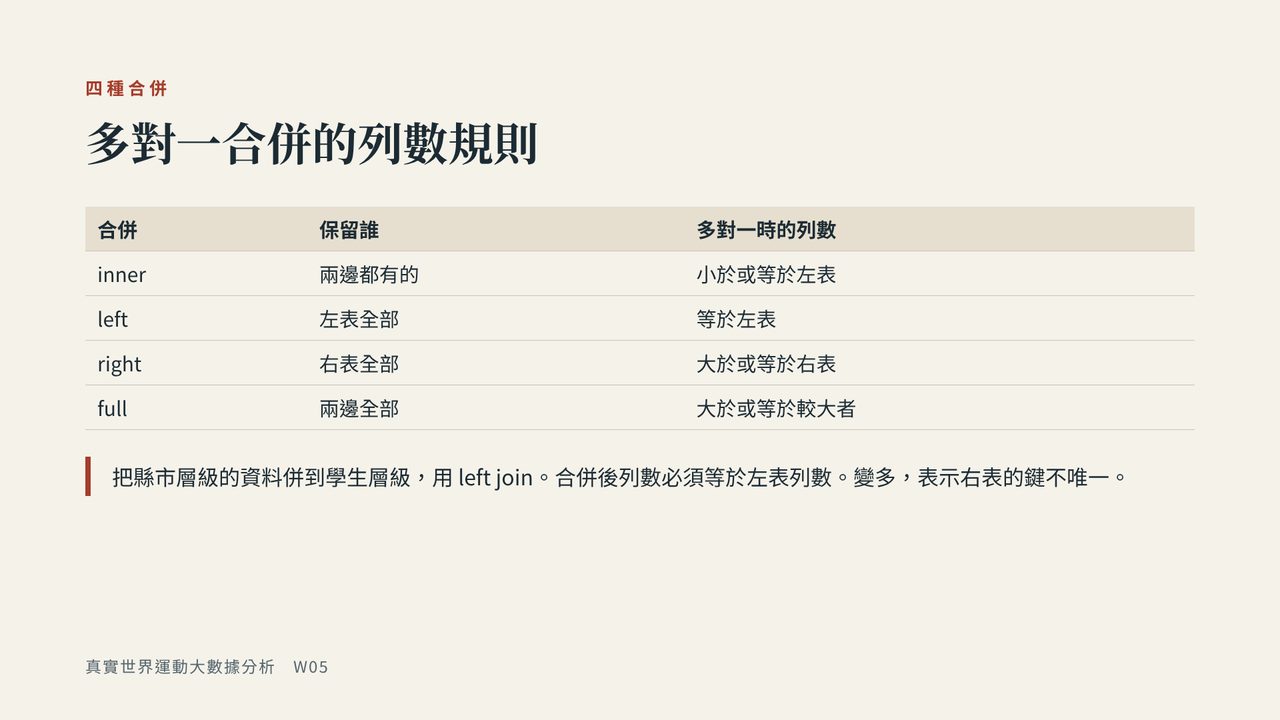 四種合併
多對一合併的列數規則
合併 保留誰 多對一時的列數
inner 兩邊都有的 小於或等於左表
left 左表全部 等於左表
right 右表全部 大於或等於右表
full 兩邊全部 大於或等於較大者
把縣市層級的資料併到學生層級，用 left join。合併後列數必須等於左表列數。變多，表示右表的鍵不唯一。
真實世界運動大數據分析 W05